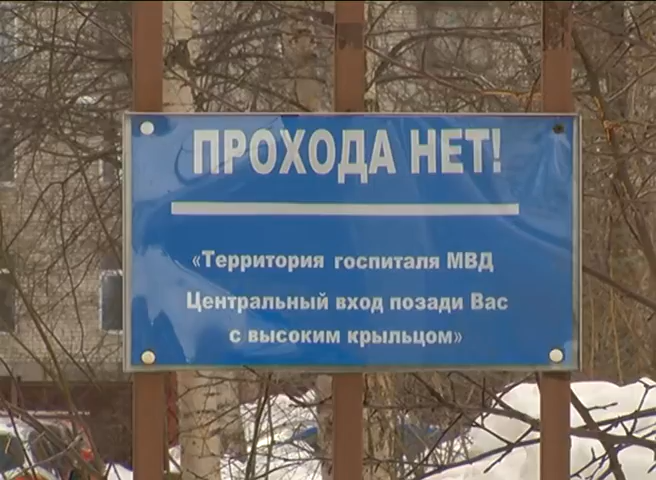 ПРОХОДА НЕТ!
«Территория госпиталя МВД
Центральный вход позади Вас
с высоким крыльцом»